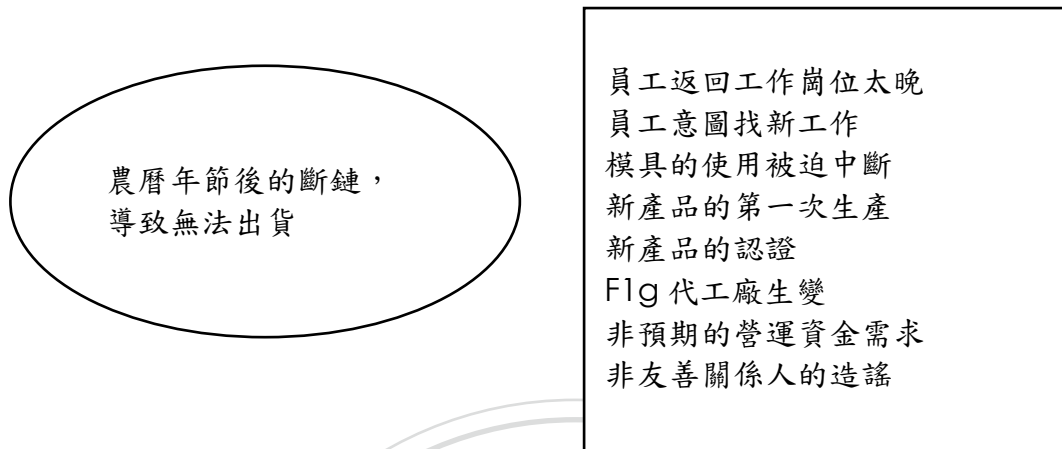 農曆年節後的斷鏈，
導致無法出貨
員工返回工作崗位太晚
員工意圖找新工作
模具的使用被迫中斷
新產品的第一次生產
新產品的認證
F1g 代工廠生變
非預期的營運資金需求
非友善關係人的造謠